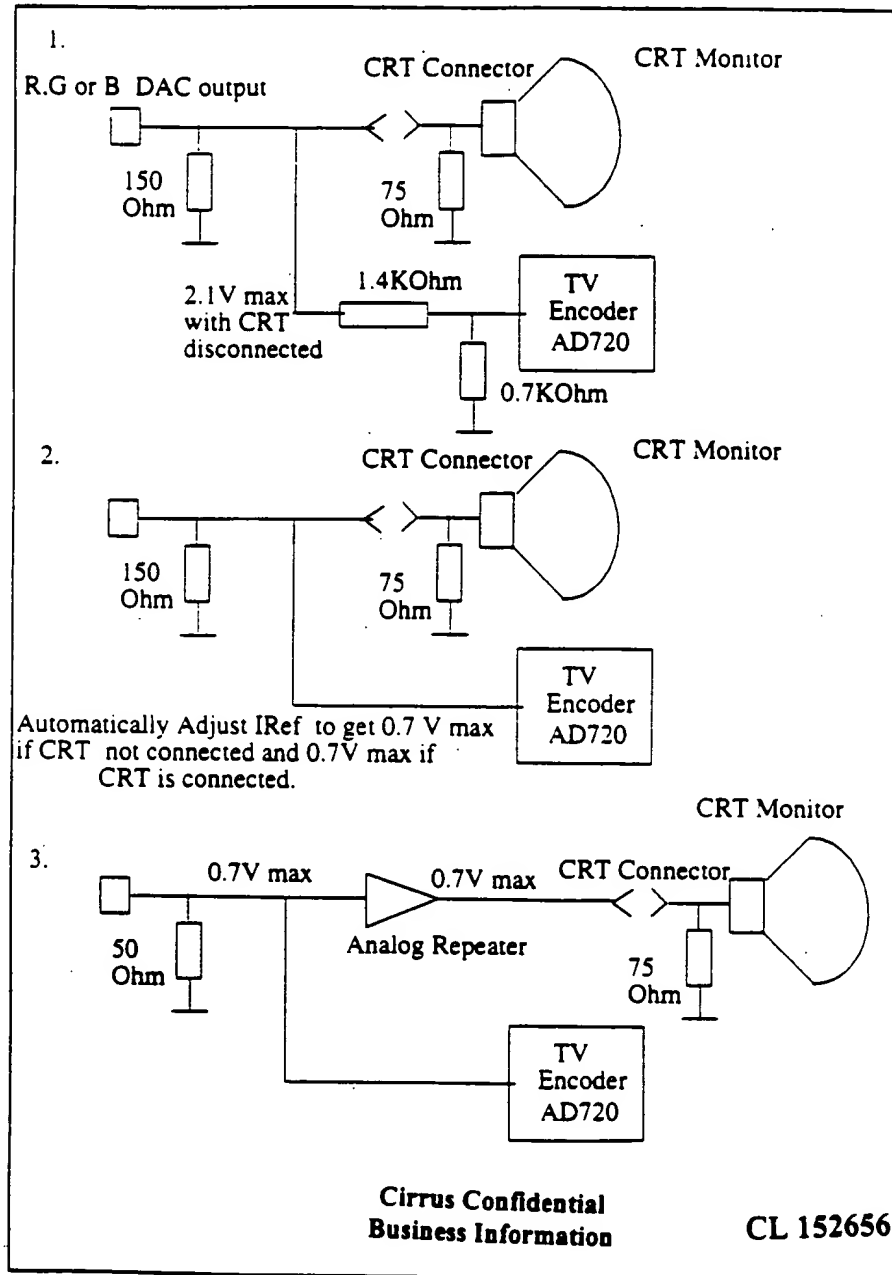 1.
CRT Connector
CRT Monitor
R.G or B DAC output
150
Ohm
75
Ohm
2.1V max
with CRT
disconnected
1.4KOhm
TV
Encoder
AD720
0.7KOhm
2.
CRT Connector
CRT Monitor
150
Ohm
75
Ohm
TV
Encoder
AD720
Automatically Adjust IRef to get 0.7 V max
if CRT not connected and 0.7V max if
CRT is connected.
CRT Monitor
3.
0.7V max
0.7V max
CRT Connector
50
Ohm
Analog Repeater
75
Ohm
TV
Encoder
AD720
Cirrus Confidential
Business Information
CL 152656